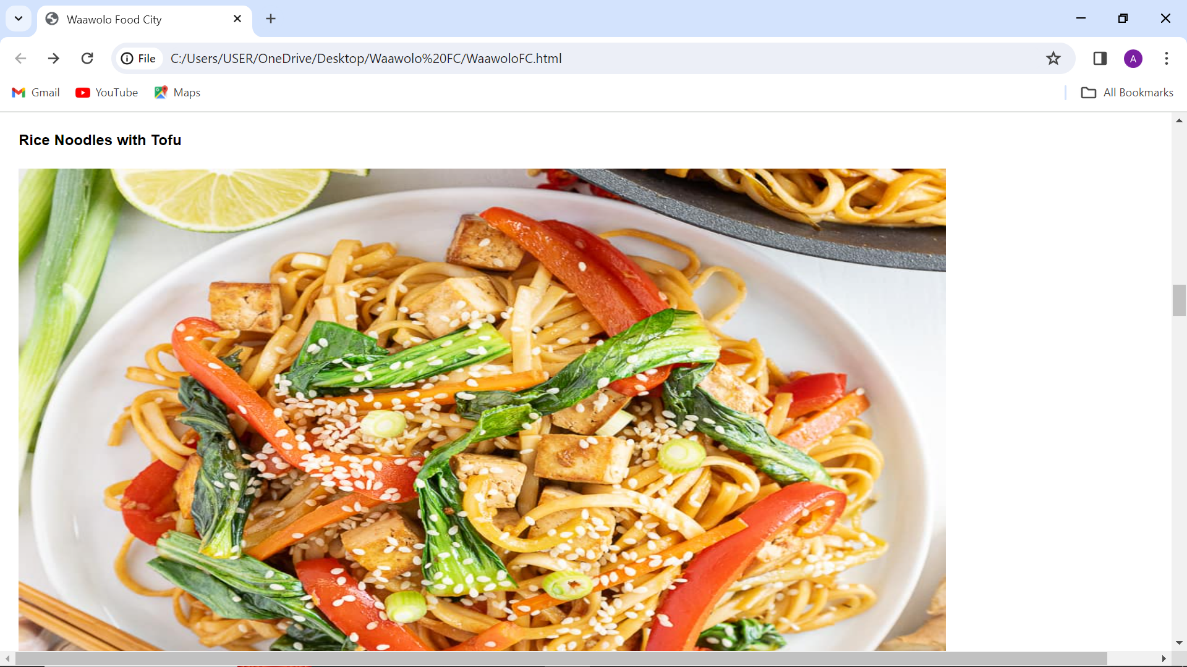 Waawolo Food City
File
C:/Users/USER/OneDrive/Desktop/Waawolo%20FC/WaawoloFC.html
A
Gmail
YouTube
Maps
All Bookmarks
Rice Noodles with Tofu